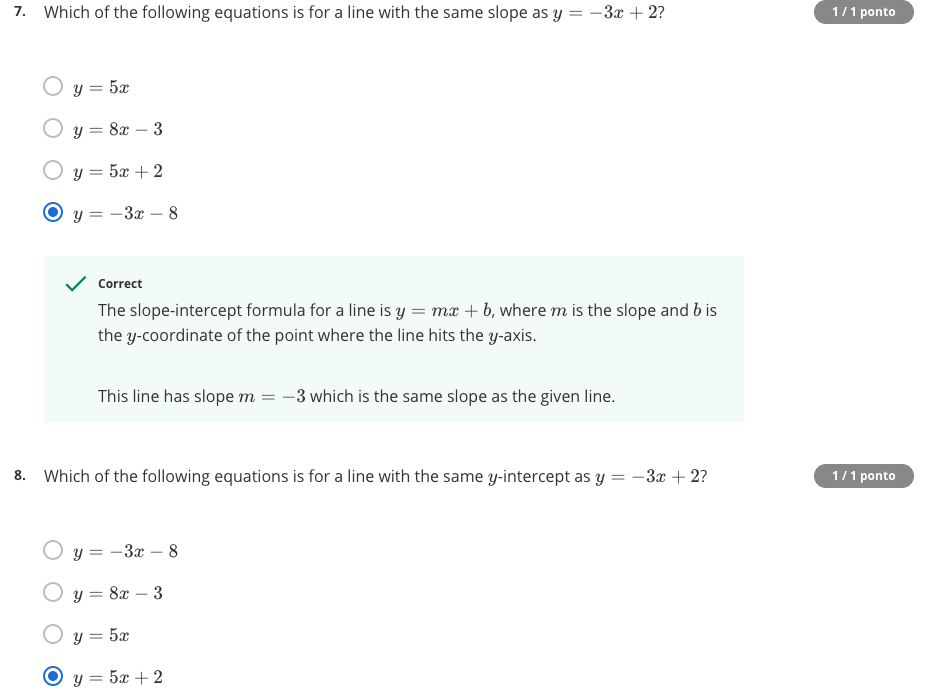 7. Which of the following equations is for a line with the same slope as y = −3x + 2?
1 / 1 ponto
y = 5x
y = 8x − 3
y = 5x + 2
y = −3x − 8
Correct
The slope-intercept formula for a line is y = mx + b, where m is the slope and b is
the y-coordinate of the point where the line hits the y-axis.
This line has slope m = −3 which is the same slope as the given line.
8. Which of the following equations is for a line with the same y-intercept as y = −3x + 2?
1 / 1 ponto
y = −3x − 8
y = 8x − 3
y = 5x
y = 5x + 2